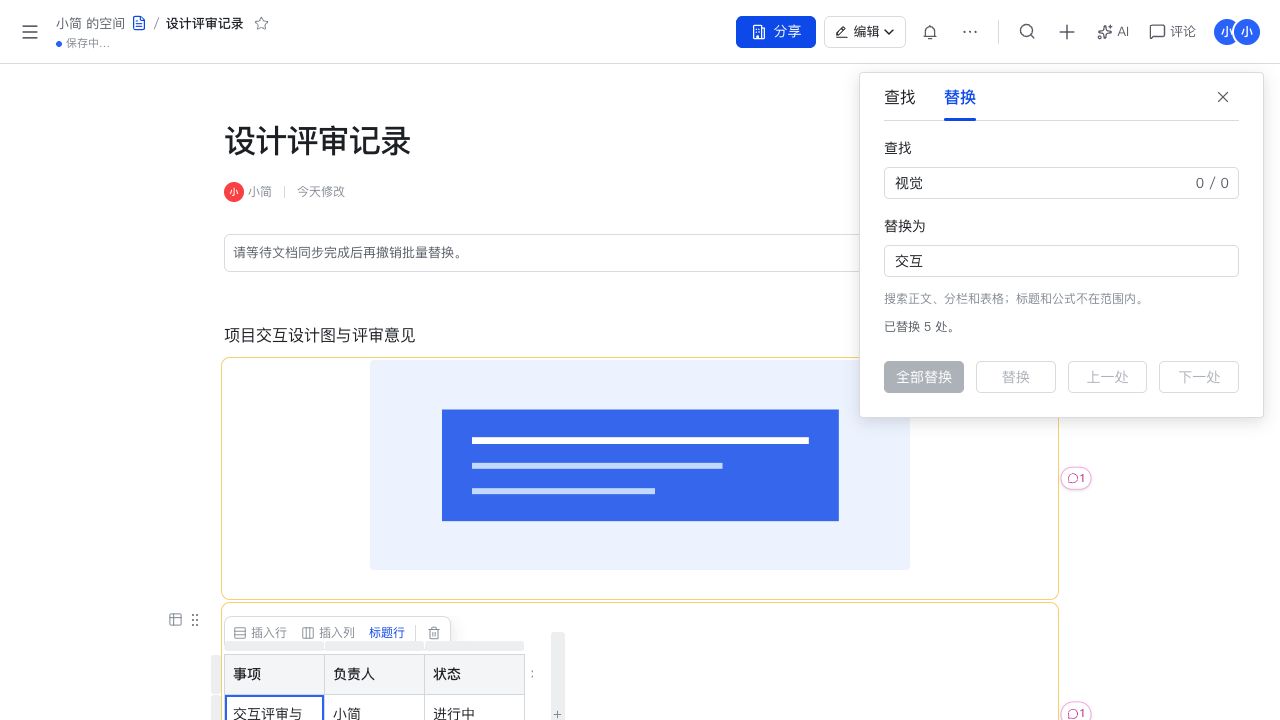 小简 的空间 / 设计评审记录
保存中…
分享
编辑
AI
评论
小 小
设计评审记录
小 小简 今天修改
请等待文档同步完成后再撤销批量替换。
项目交互设计图与评审意见
查找 替换
查找
视觉 0 / 0
替换为
交互
搜索正文、分栏和表格；标题和公式不在范围内。
已替换 5 处。
全部替换 替换 上一处 下一处
1
插入行 插入列 标题行
事项 负责人 状态
交互评审与 小简 进行中
1